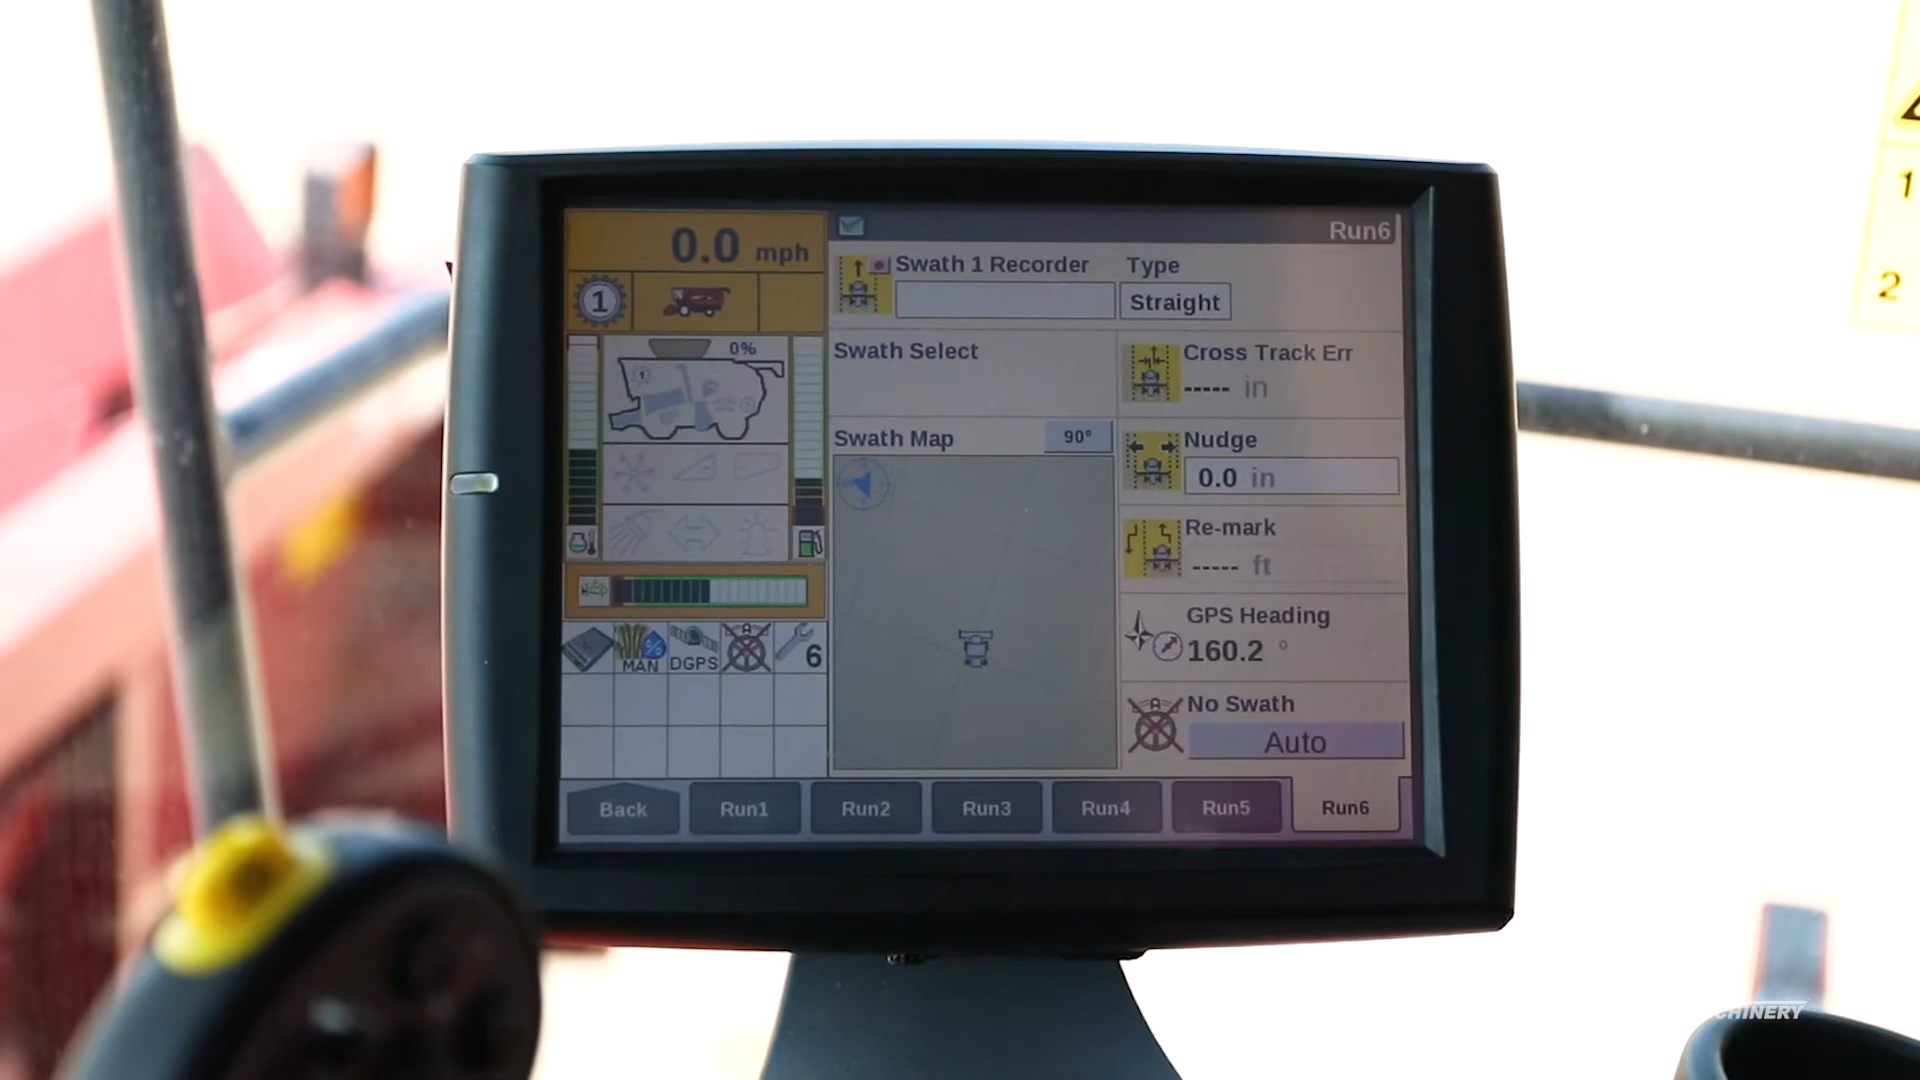 0.0 mph
Run6
1
Swath 1 Recorder
Type
Straight
0%
1
Swath Select
Cross Track Err
----- in
Swath Map
90°
Nudge
0.0 in
Re-mark
----- ft
GPS Heading
160.2 °
MAN
DGPS
6
A
No Swath
A
Auto
Back
Run1
Run2
Run3
Run4
Run5
Run6
1
2
CHINERY